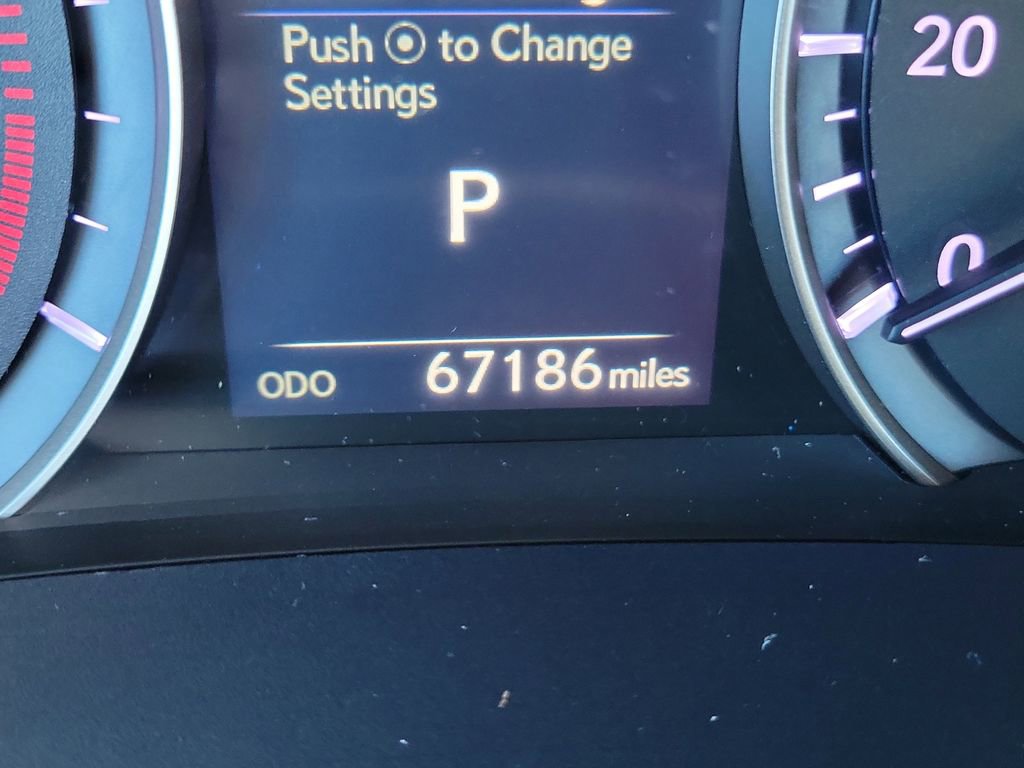 Push ⦿ to Change
Settings
20
P
0
ODO 67186 miles